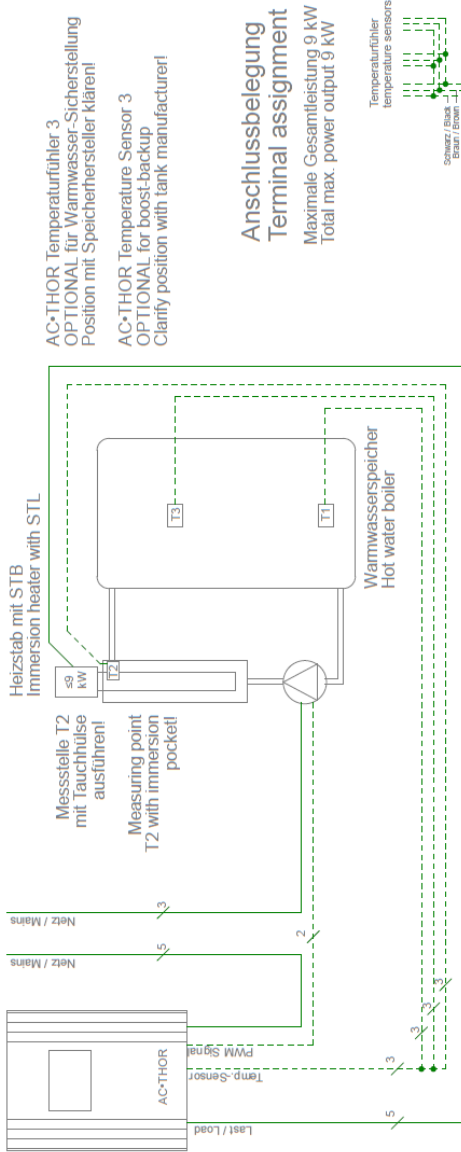 AC•THOR Temperaturfühler 3
OPTIONAL für Warmwasser-Sicherstellung
Position mit Speicherhersteller klären!
AC•THOR Temperature Sensor 3
OPTIONAL for boost-backup
Clarify position with tank manufacturer!
Anschlussbelegung
Terminal assignment
Maximale Gesamtleistung 9 kW
Total max. power output 9 kW
Temperaturfühler
temperature sensors
Schwarz / Black
Braun / Brown
Heizstab mit STB
Immersion heater with STL
≤9
kW
T2
T3
T1
Messstelle T2
mit Tauchhülse
ausführen!
Measuring point
T2 with immersion
pocket!
Warmwasserspeicher
Hot water boiler
Netz / Mains
3
Netz / Mains
5
2
AC•THOR
PWM Signal
Temp.-Sensor
Last / Load
3
3
3
3
5